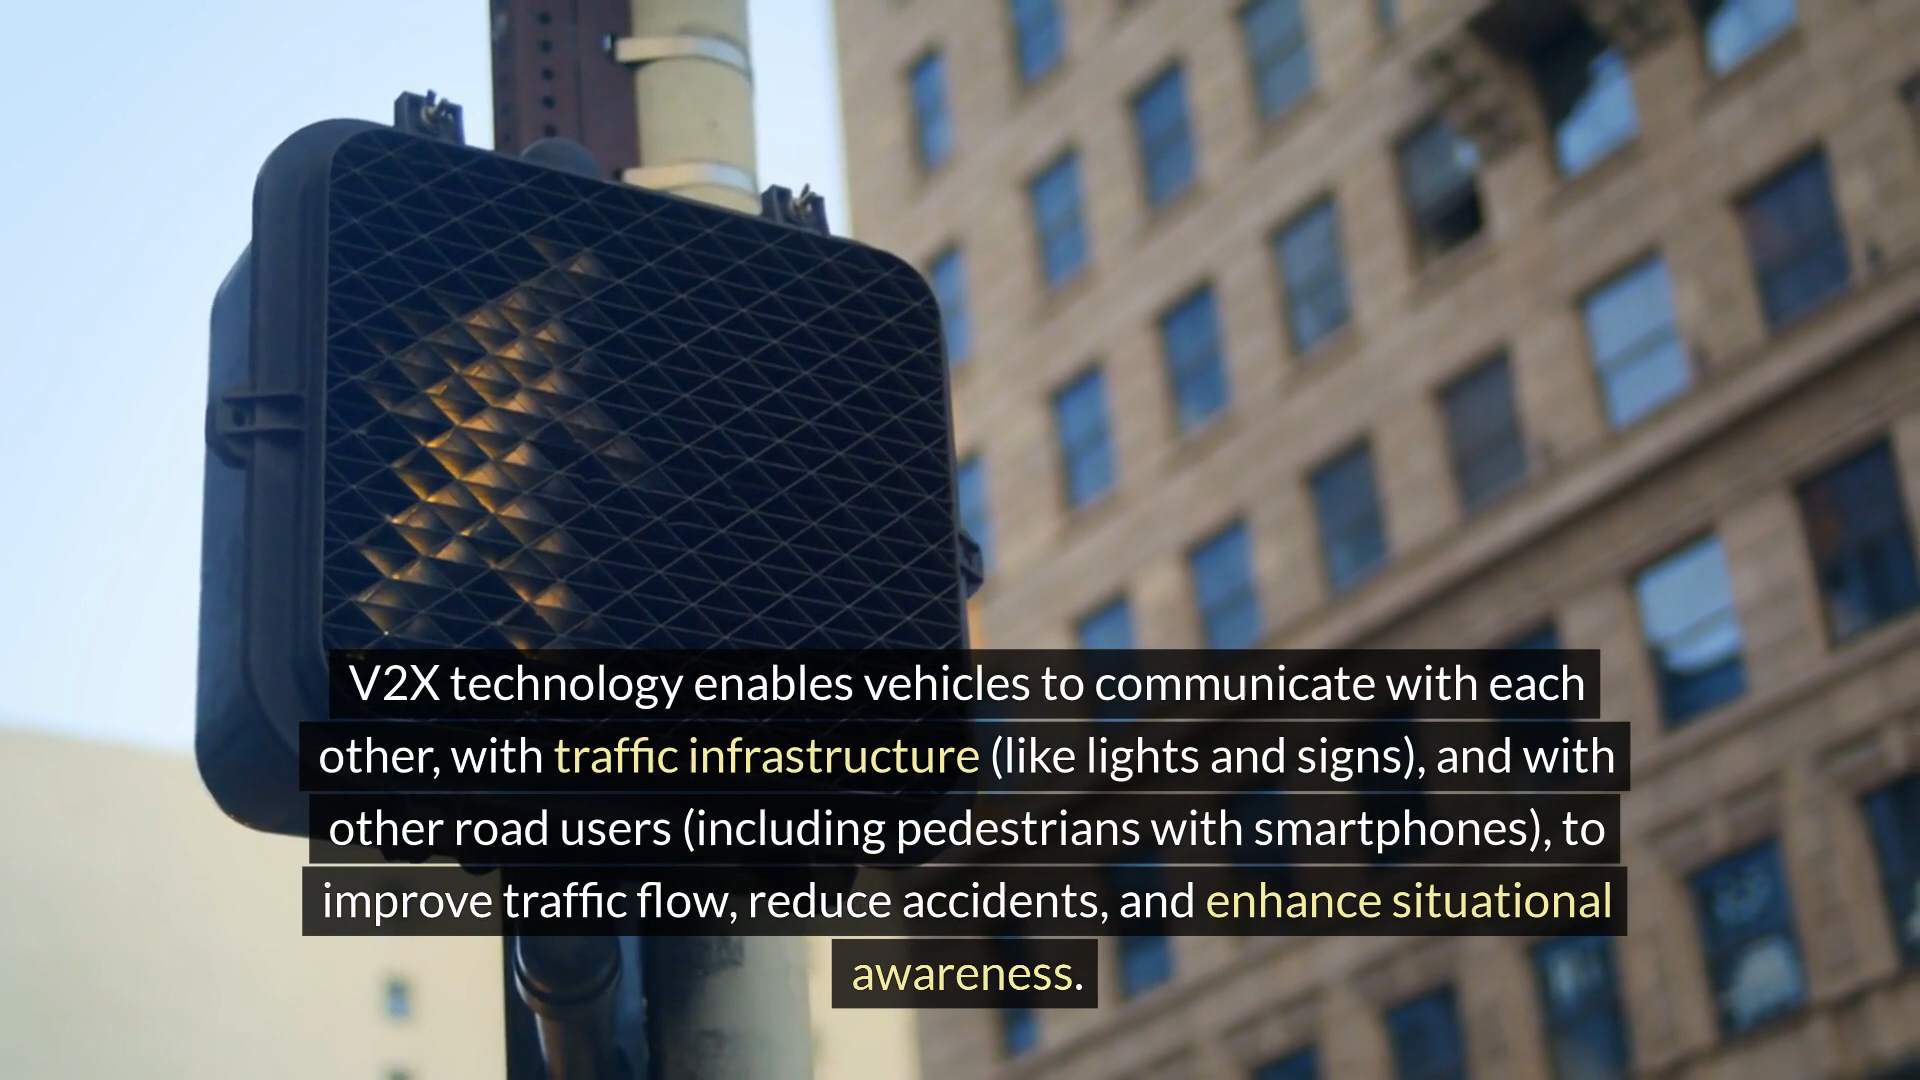 V2X technology enables vehicles to communicate with each
other, with traffic infrastructure (like lights and signs), and with
other road users (including pedestrians with smartphones), to
improve traffic flow, reduce accidents, and enhance situational
awareness.